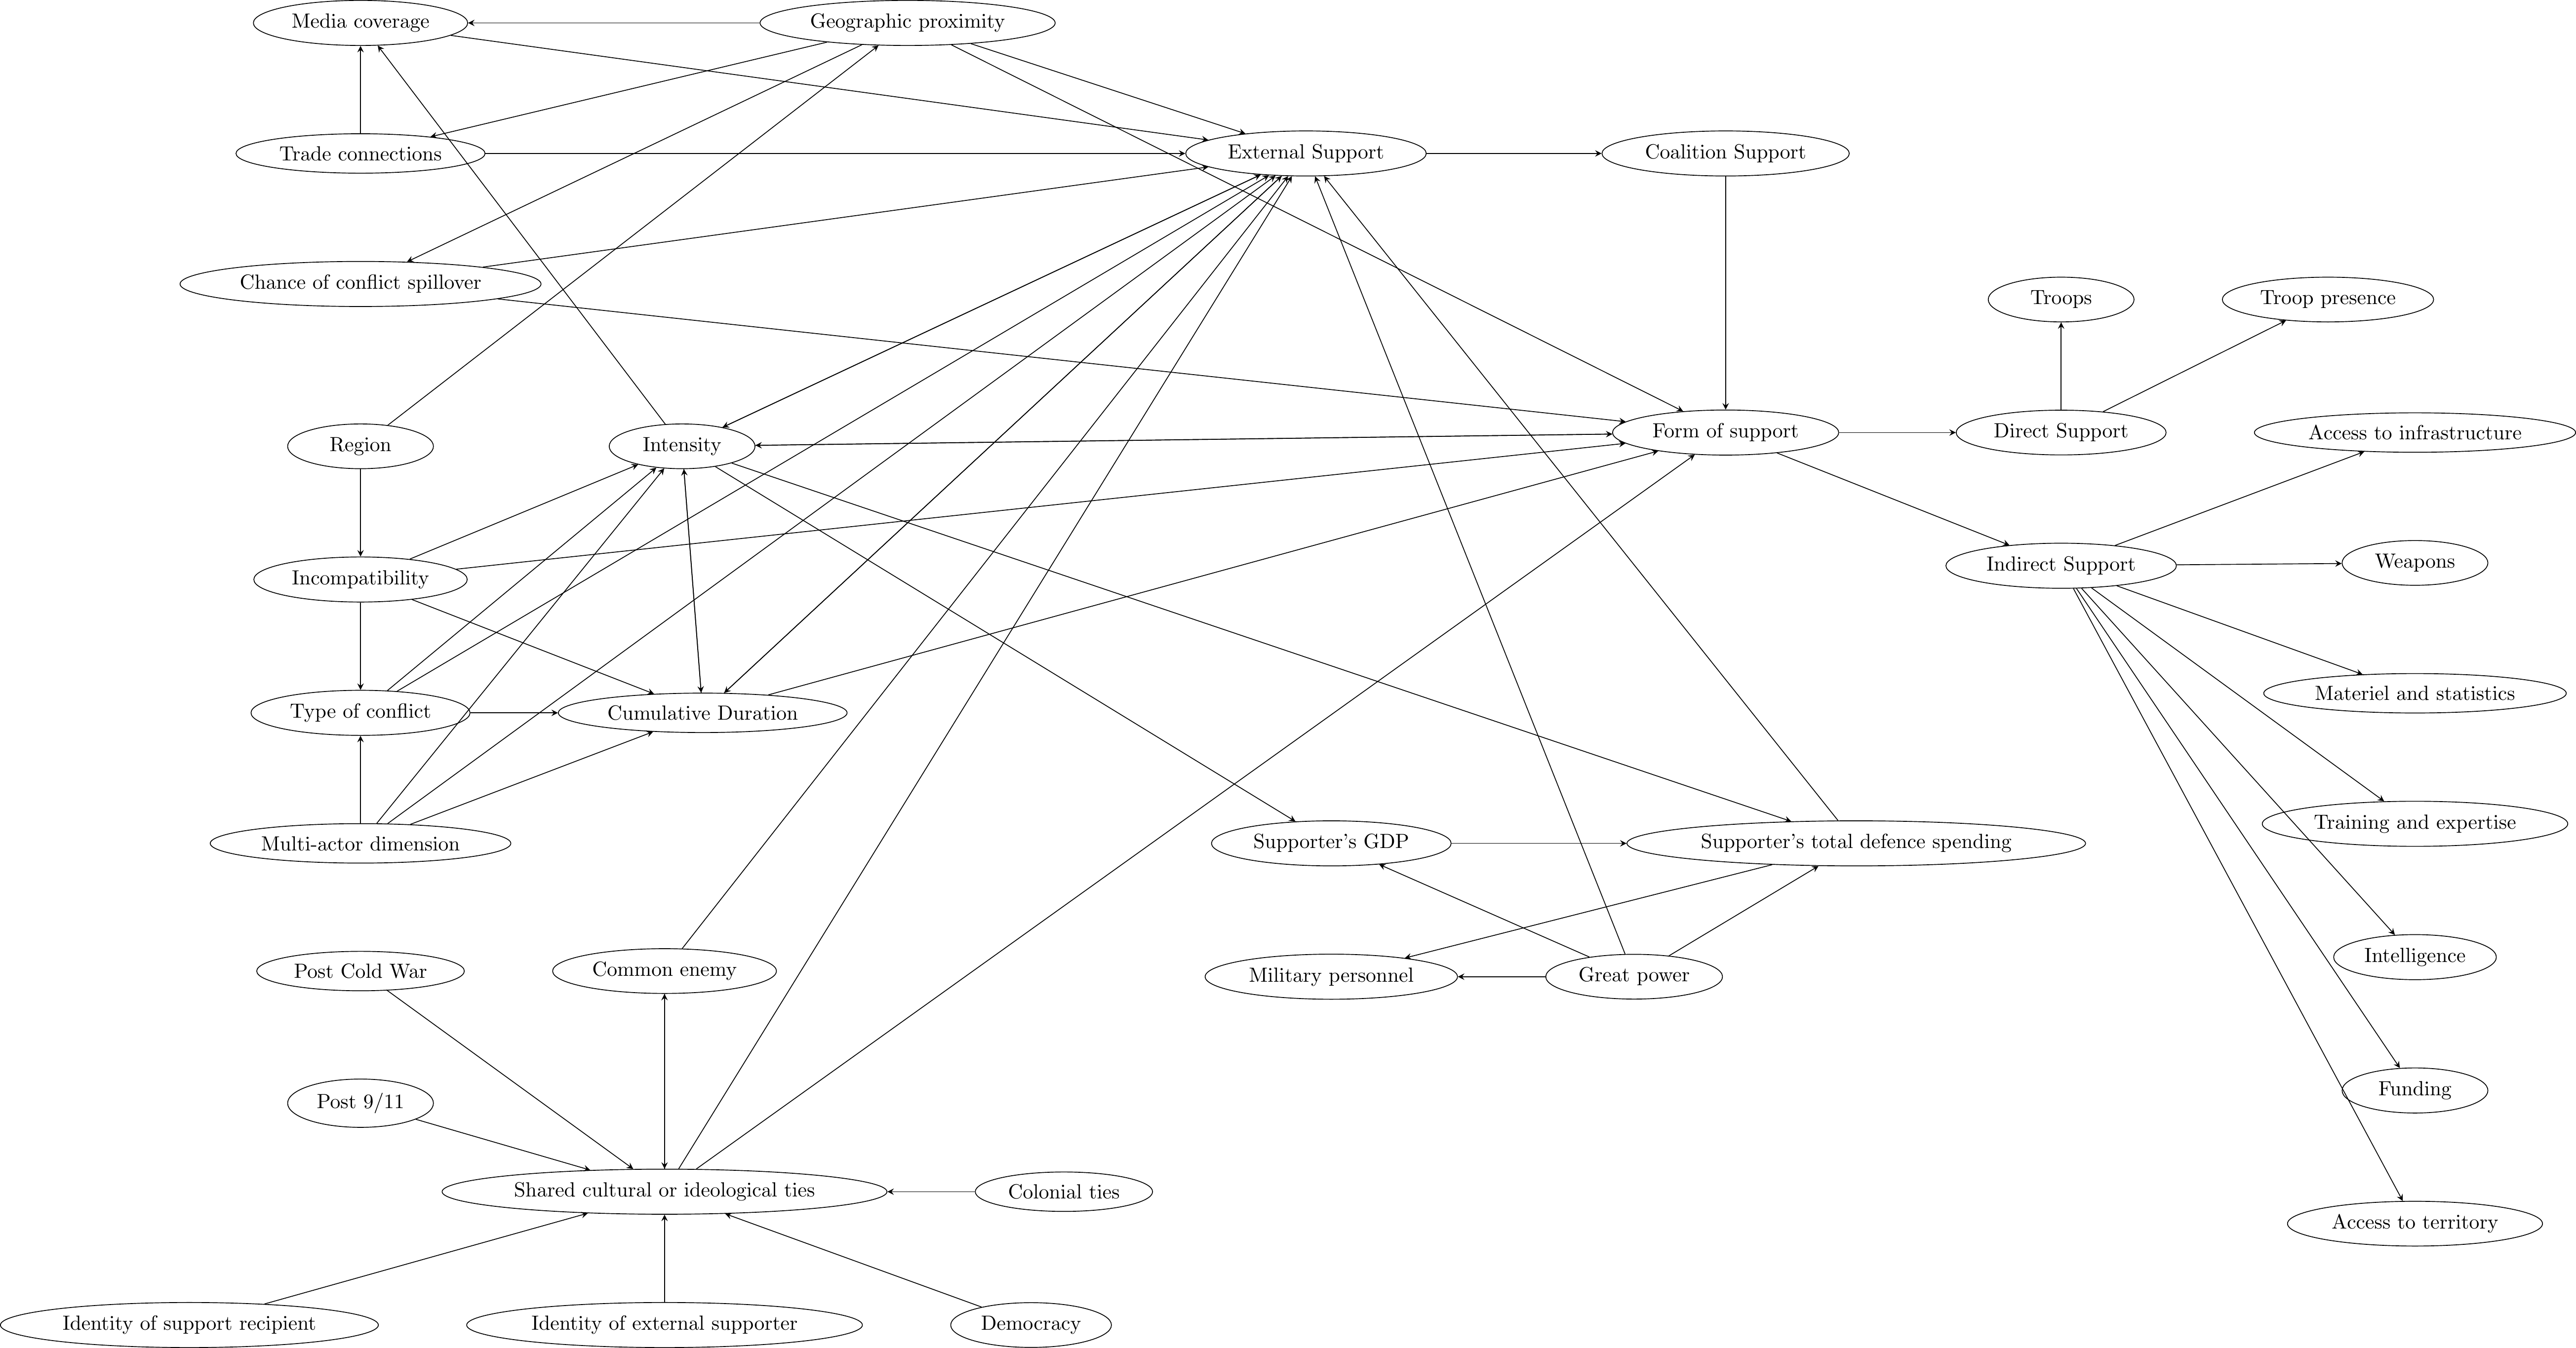 Media coverage
Geographic proximity
Trade connections
External Support
Coalition Support
Chance of conflict spillover
Troops
Troop presence
Region
Intensity
Form of support
Direct Support
Access to infrastructure
Incompatibility
Indirect Support
Weapons
Type of conflict
Cumulative Duration
Materiel and statistics
Multi-actor dimension
Supporter's GDP
Supporter's total defence spending
Training and expertise
Post Cold War
Common enemy
Military personnel
Great power
Intelligence
Post 9/11
Funding
Shared cultural or ideological ties
Colonial ties
Access to territory
Identity of support recipient
Identity of external supporter
Democracy